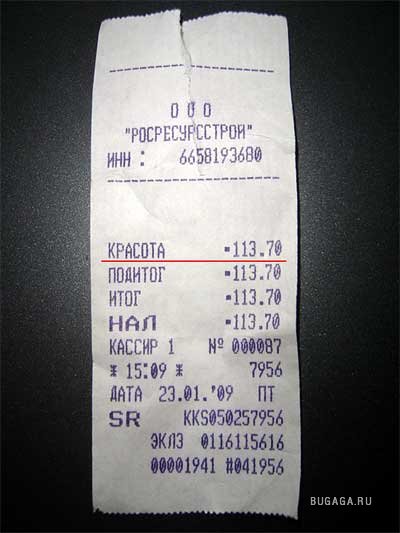 ООО
"РОСРЕСУРССТРОЙ"
ИНН : 6658193680
КРАСОТА =113.70
ПОДИТОГ =113.70
ИТОГ =113.70
НАЛ =113.70
КАССИР 1 № 000087
* 15:09 * 7956
ДАТА 23.01.'09 ПТ
SR KKS050257956
ЭКЛЗ 0116115616
00001941 #041956
BUGAGA.RU